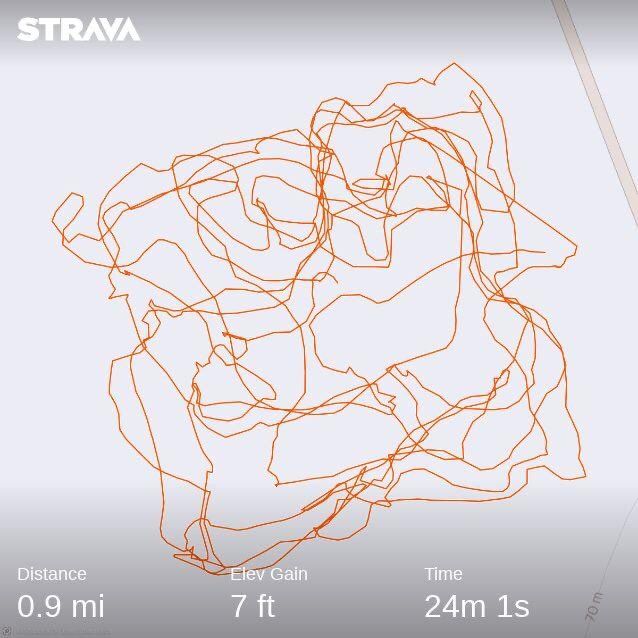 STRAVA
Distance
0.9 mi
Elev Gain
7 ft
Time
24m 1s
70 m